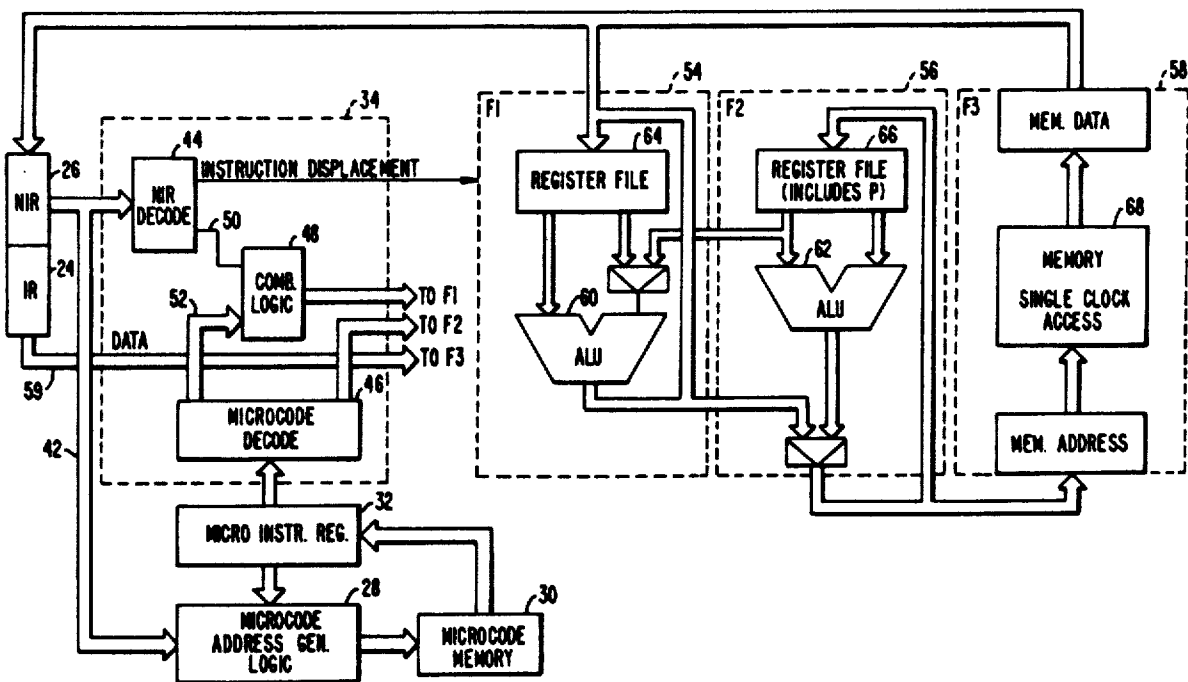 54
56
58
34
F1
F2
F3
MEM. DATA
44
64
66
26
INSTRUCTION DISPLACEMENT
NIR
NIR
DECODE
REGISTER FILE
REGISTER FILE
(INCLUDES P)
68
50
48
24
62
MEMORY
SINGLE CLOCK
ACCESS
IR
COMB.
LOGIC
52
TO F1
60
ALU
TO F2
DATA
ALU
TO F3
59
46
MICROCODE
DECODE
MEM. ADDRESS
42
32
MICRO INSTR. REG.
28
30
MICROCODE
ADDRESS GEN.
LOGIC
MICROCODE
MEMORY